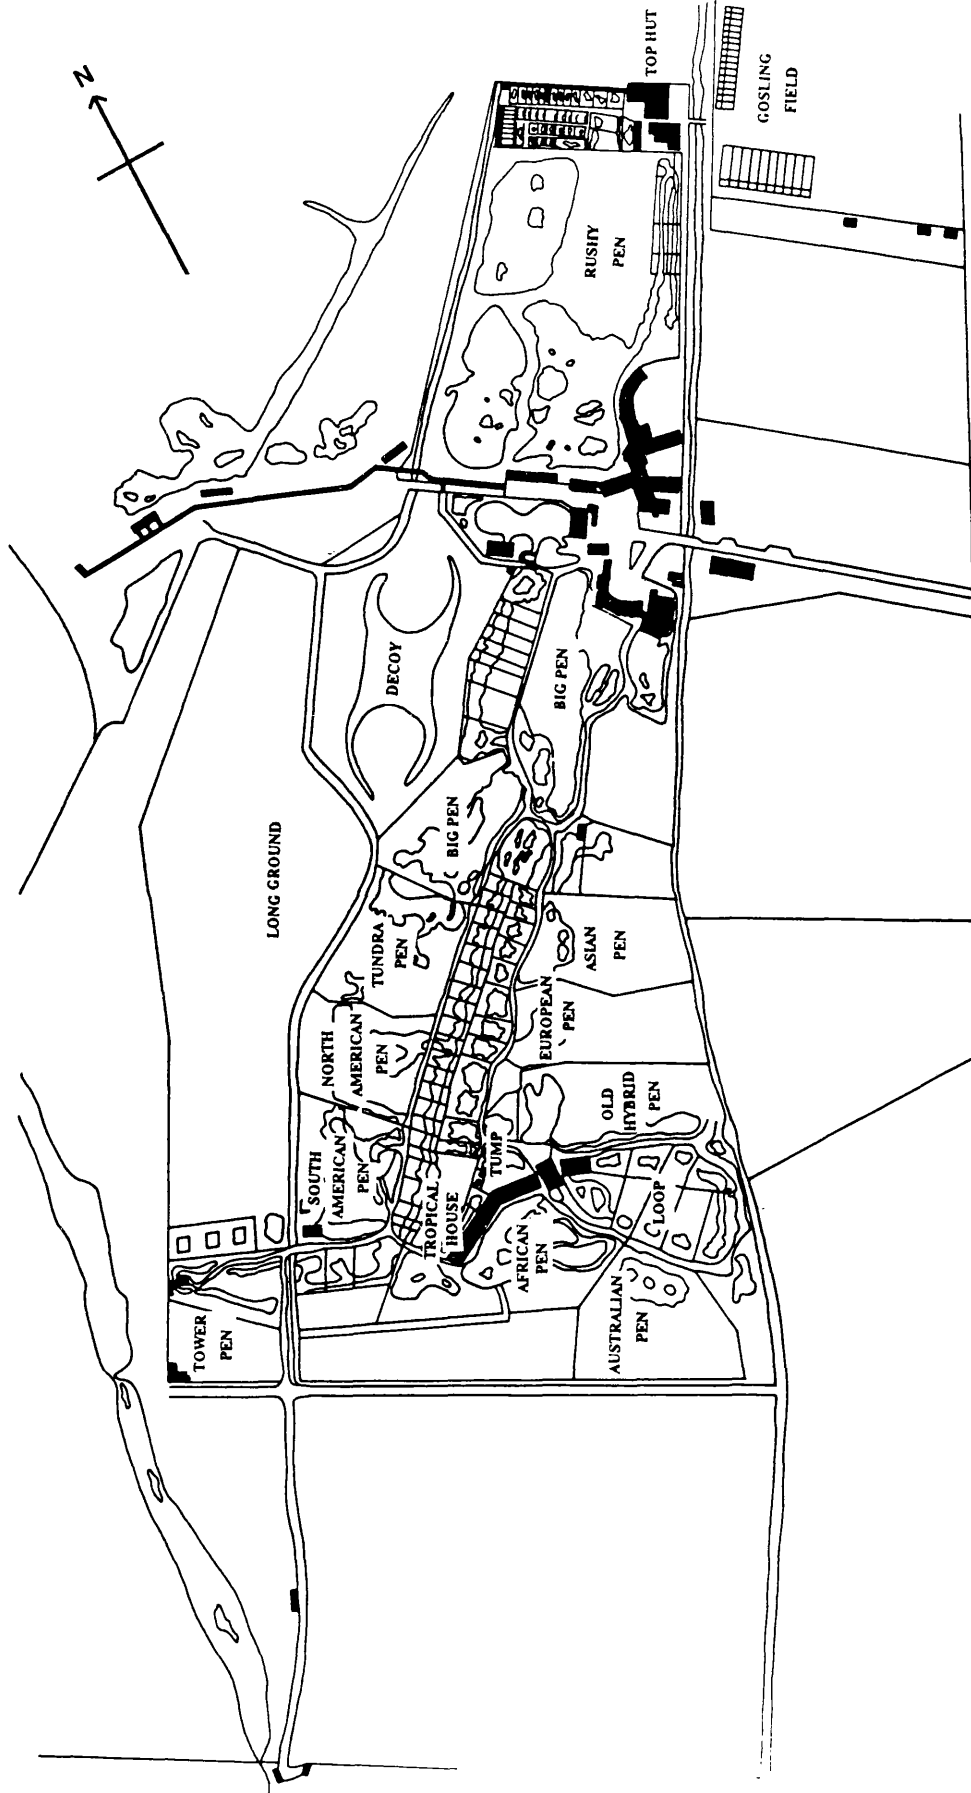 N
TOP HUT
GOSLING
FIELD
RUSHY
PEN
DECOY
BIG PEN
BIG PEN
LONG GROUND
TUNDRA
PEN
ASIAN
PEN
NORTH
AMERICAN
PEN
EUROPEAN
PEN
OLD
HYBRID
PEN
SOUTH
AMERICAN
PEN
TUMP
TROPICAL
HOUSE
LOOP
AFRICAN
PEN
AUSTRALIAN
PEN
TOWER
PEN